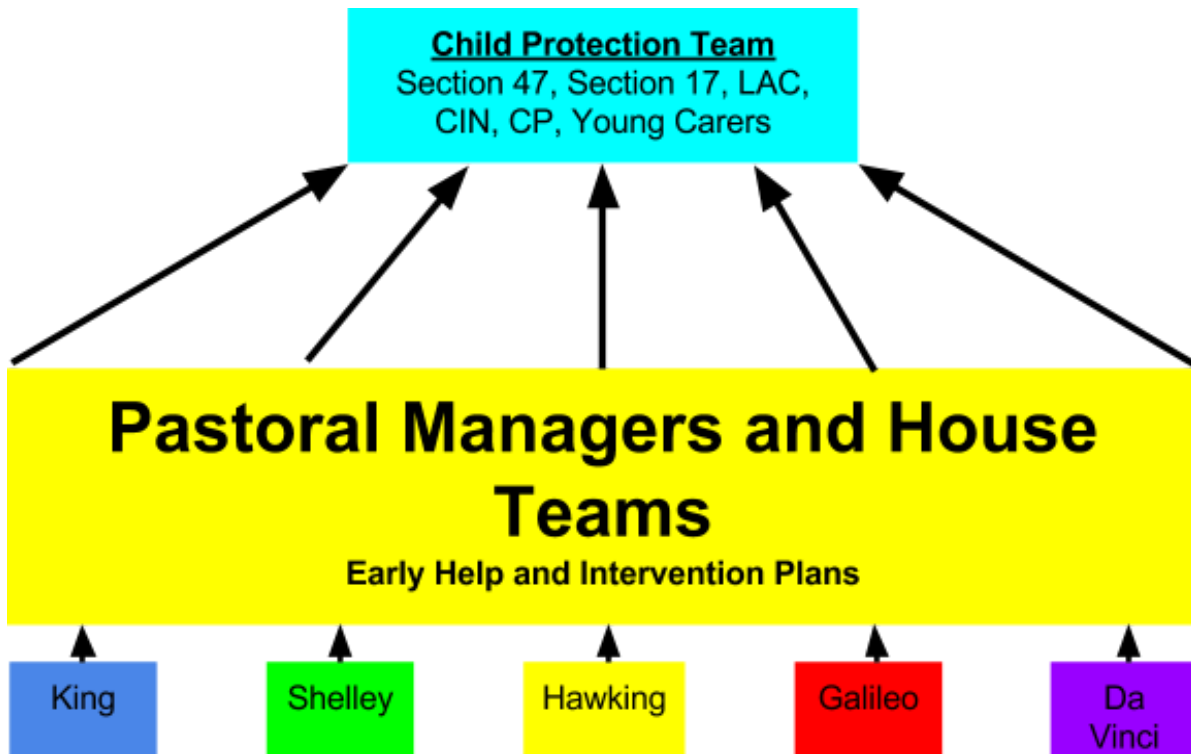 Child Protection Team
Section 47, Section 17, LAC,
CIN, CP, Young Carers
Pastoral Managers and House
Teams
Early Help and Intervention Plans
King
Shelley
Hawking
Galileo
Da
Vinci